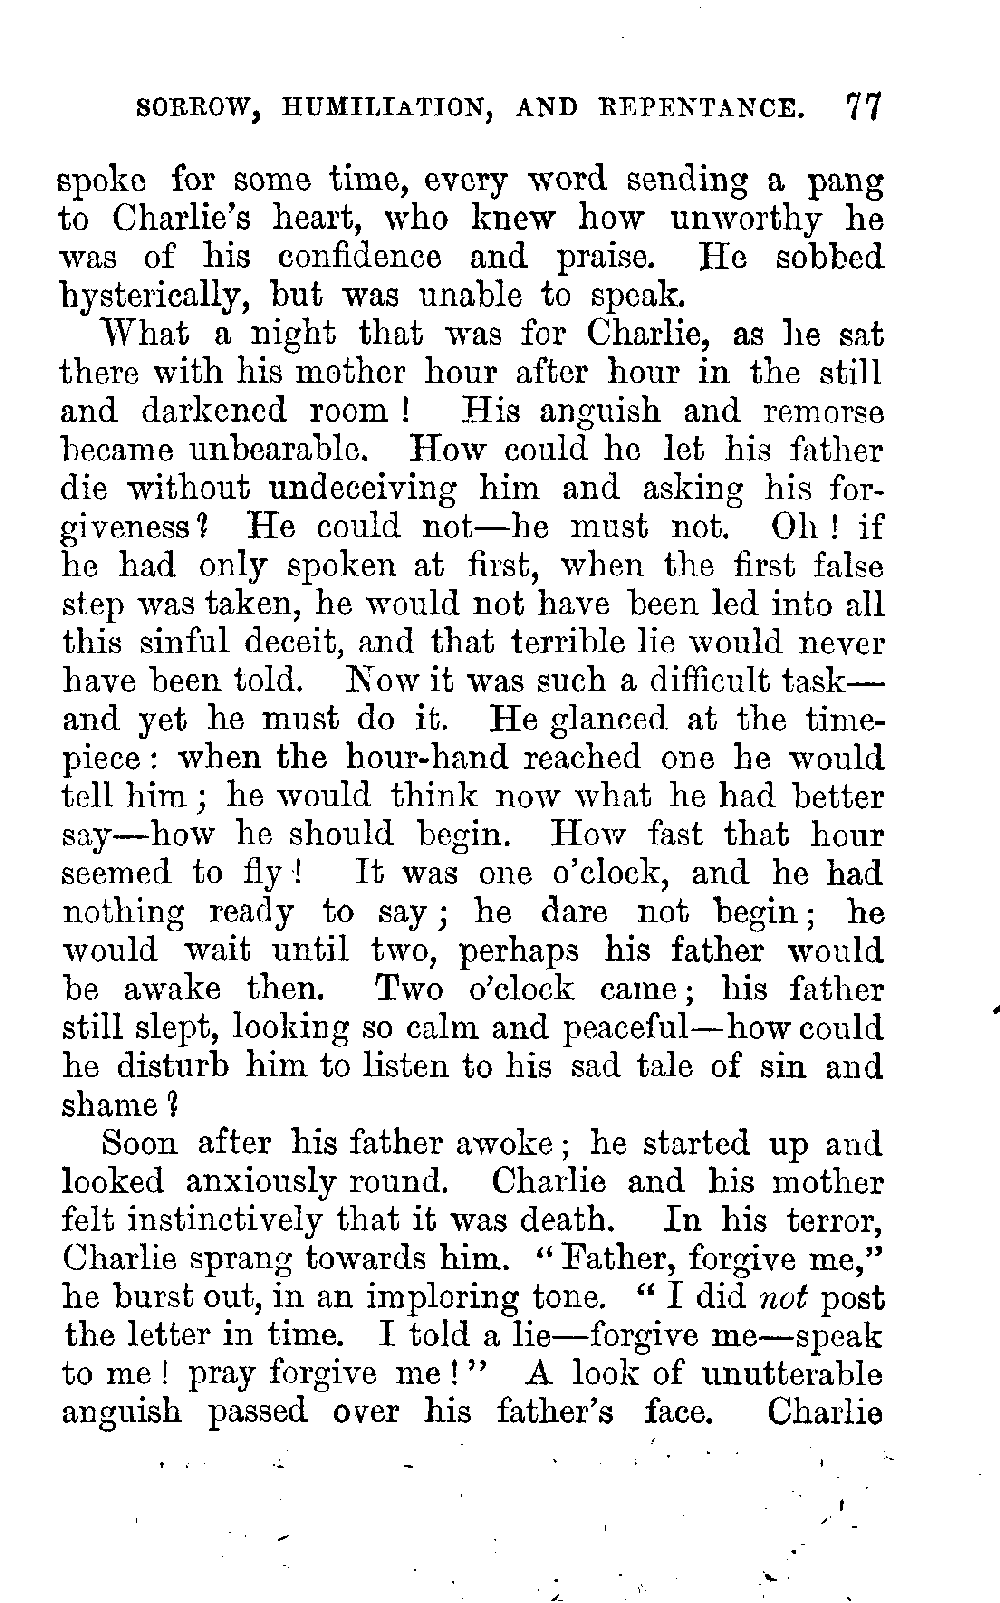 SORROW, HUMILIATION, AND REPENTANCE. 77
spoke for some time, every word sending a pang
to Charlie's heart, who knew how unworthy he
was of his confidence and praise. He sobbed
hysterically, but was unable to speak.
What a night that was for Charlie, as he sat
there with his mother hour after hour in the still
and darkened room ! His anguish and remorse
became unbearable. How could he let his father
die without undeceiving him and asking his for-
giveness? He could not—he must not. Oh ! if
he had only spoken at first, when the first false
step was taken, he would not have been led into all
this sinful deceit, and that terrible lie would never
have been told. Now it was such a difficult task—
and yet he must do it. He glanced at the time-
piece : when the hour-hand reached one he would
tell him ; he would think now what he had better
say—how he should begin. How fast that hour
seemed to fly ! It was one o'clock, and he had
nothing ready to say ; he dare not begin ; he
would wait until two, perhaps his father would
be awake then. Two o'clock came ; his father
still slept, looking so calm and peaceful—how could
he disturb him to listen to his sad tale of sin and
shame ?
Soon after his father awoke ; he started up and
looked anxiously round. Charlie and his mother
felt instinctively that it was death. In his terror,
Charlie sprang towards him. "Father, forgive me,"
he burst out, in an imploring tone. "I did not post
the letter in time. I told a lie—forgive me—speak
to me ! pray forgive me !" A look of unutterable
anguish passed over his father's face. Charlie